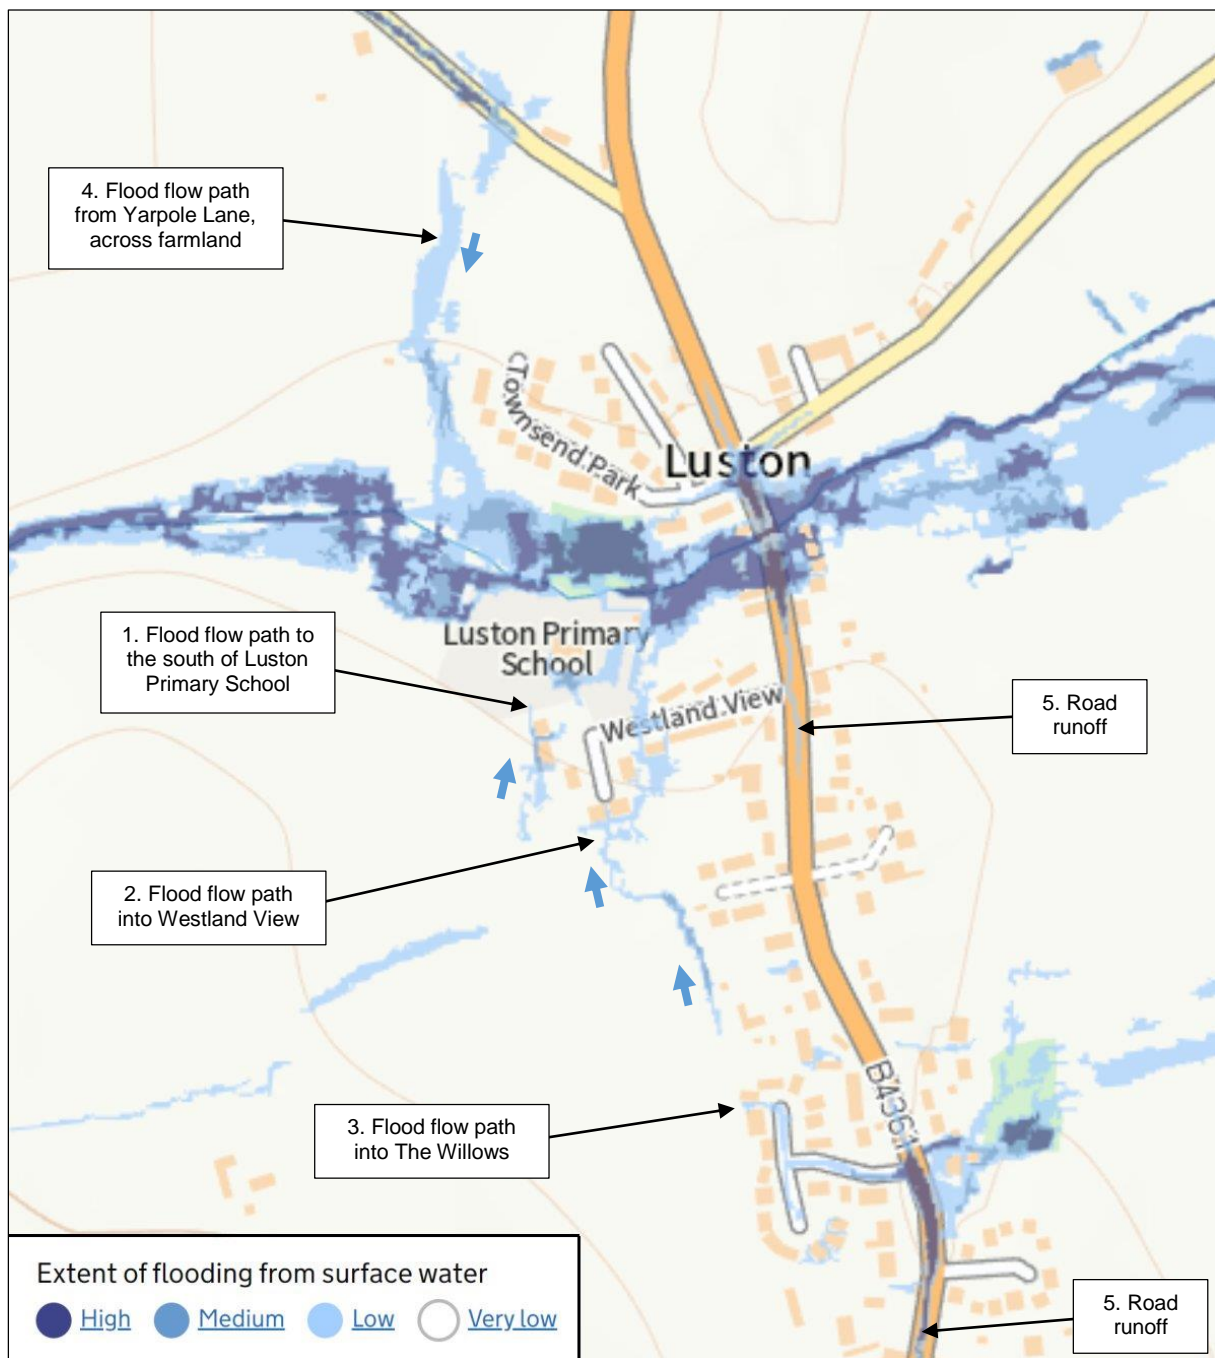 4. Flood flow path
from Yarpole Lane,
across farmland
Townsend Park
Luston
1. Flood flow path to
the south of Luston
Primary School
Luston Primary
School
Westland View
5. Road
runoff
2. Flood flow path
into Westland View
B4361
3. Flood flow path
into The Willows
Extent of flooding from surface water
High Medium Low Very low
5. Road
runoff